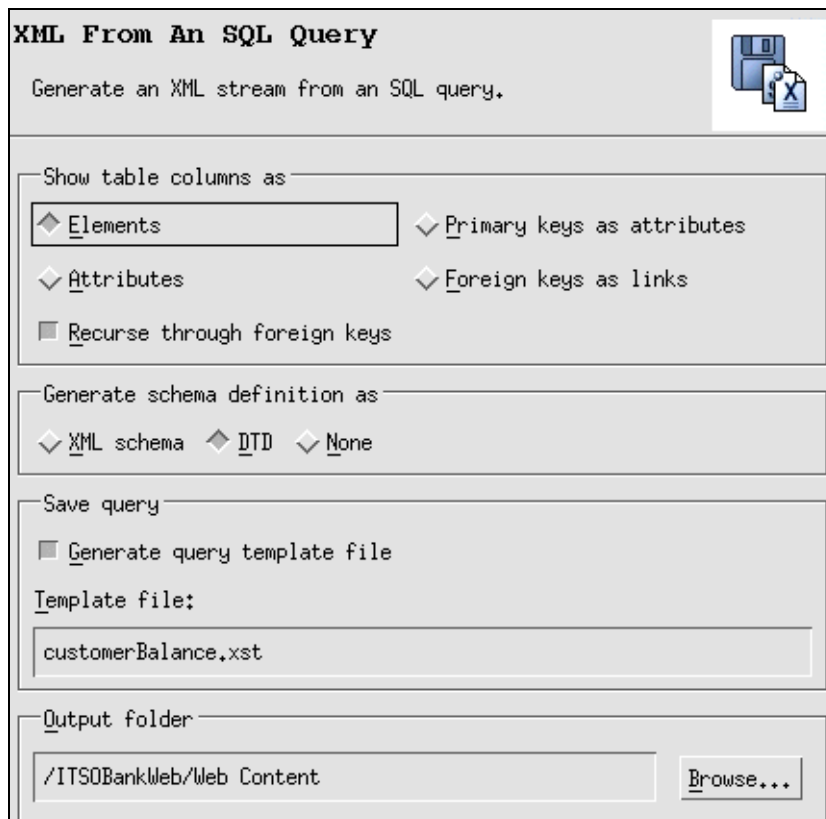 XML From An SQL Query
Generate an XML stream from an SQL query.
Show table columns as
Elements
Primary keys as attributes
Attributes
Foreign keys as links
Recurse through foreign keys
Generate schema definition as
XML schema DTD None
Save query
Generate query template file
Template file:
customerBalance.xst
Output folder
/ITSOBankWeb/Web Content
Browse...